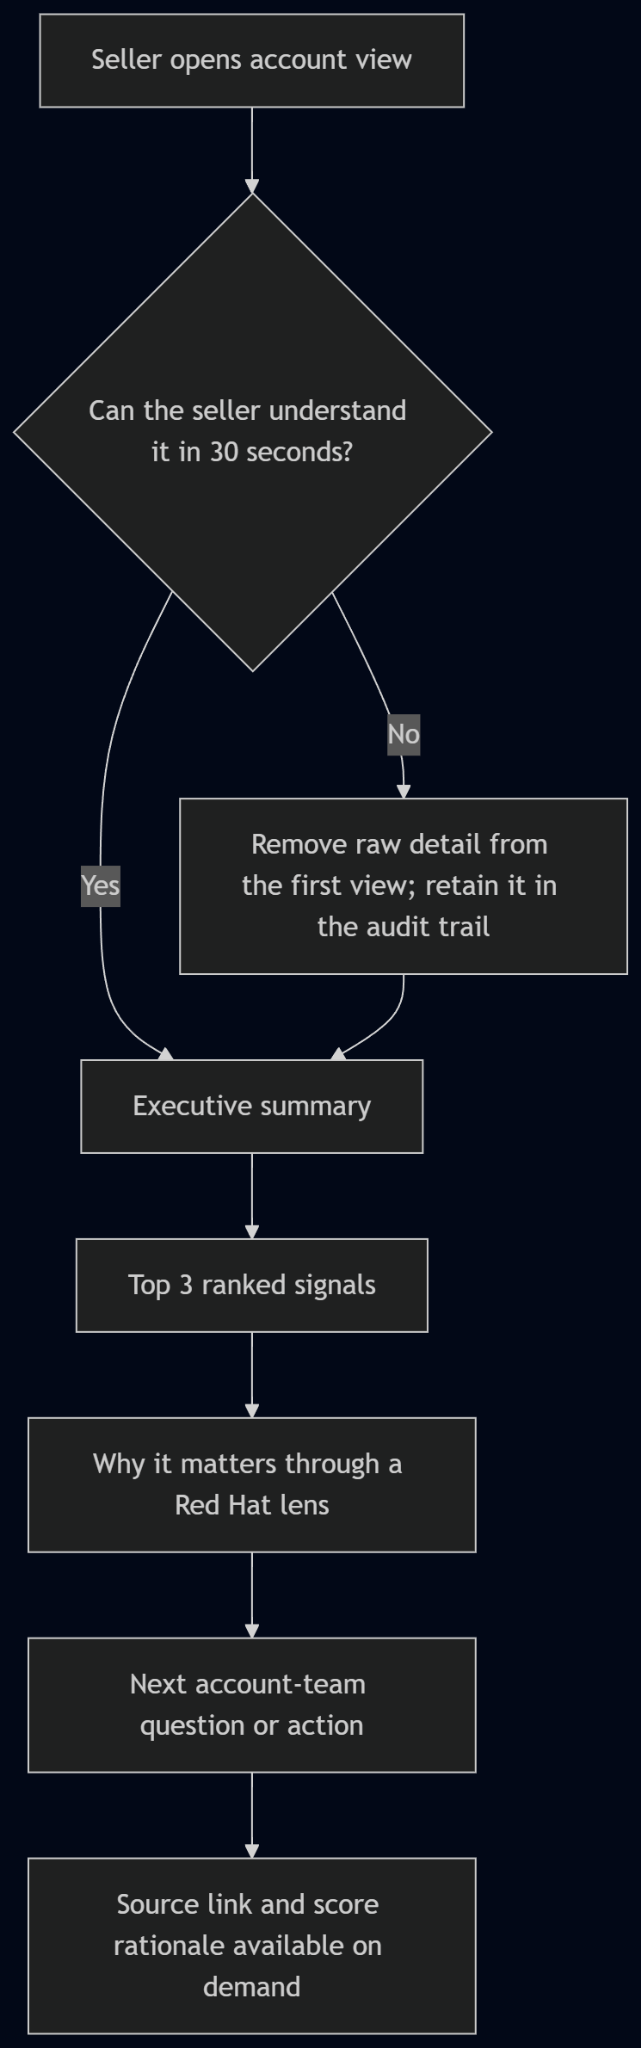 Seller opens account view
Can the seller understand
it in 30 seconds?
No
Remove raw detail from
the first view; retain it in
the audit trail
Yes
Executive summary
Top 3 ranked signals
Why it matters through a
Red Hat lens
Next account-team
question or action
Source link and score
rationale available on
demand